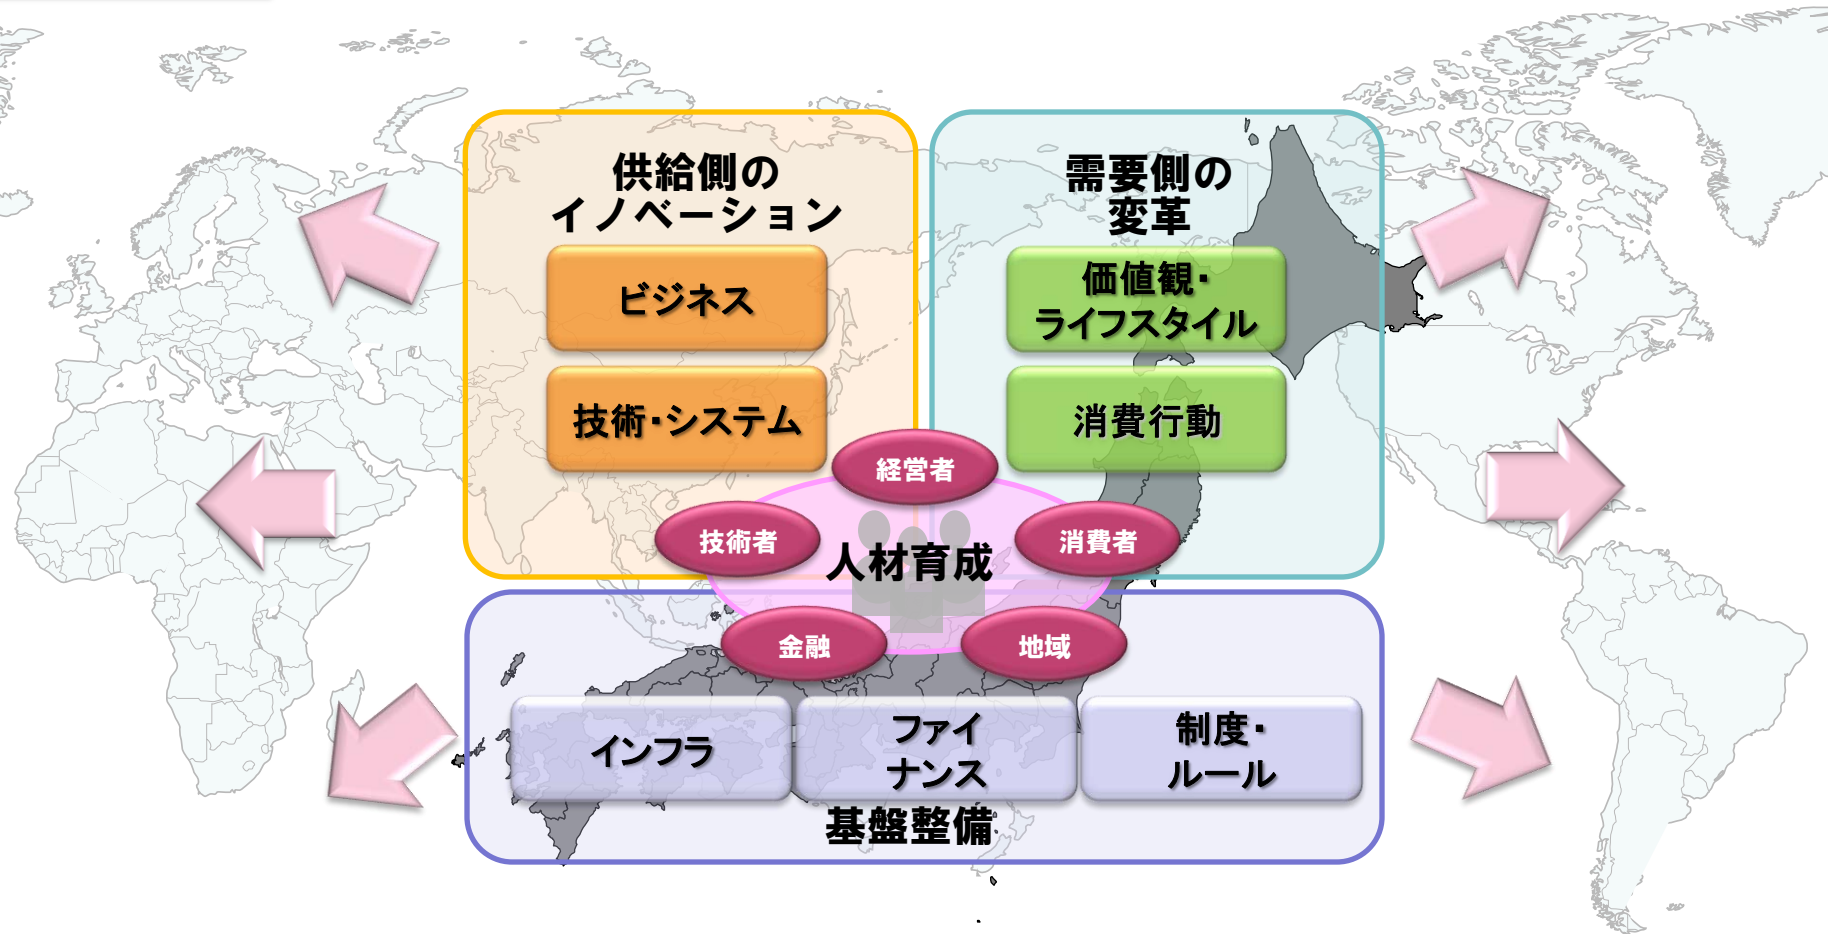 供給側の
イノベーション
ビジネス
技術・システム
需要側の
変革
価値観・
ライフスタイル
消費行動
経営者
技術者
消費者
人材育成
金融
地域
インフラ
ファイ
ナンス
制度・
ルール
基盤整備